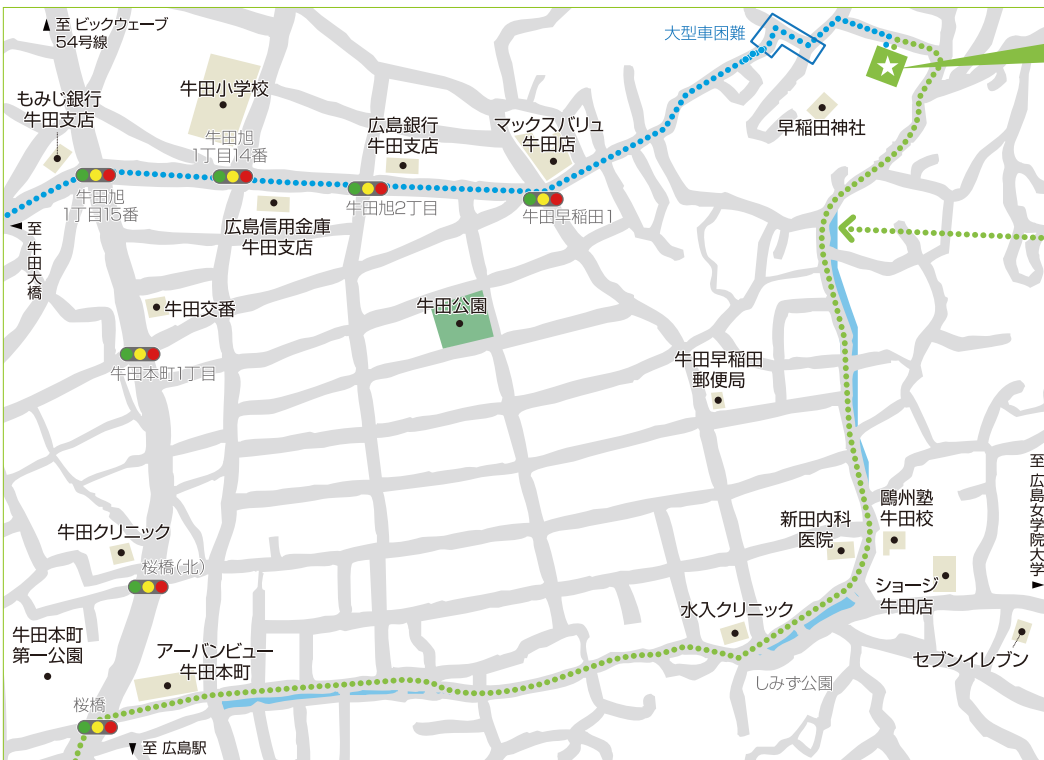 ▲ 至 ビックウェーブ
54号線
大型車困難
もみじ銀行
牛田支店
牛田小学校
牛田旭
1丁目14番
広島銀行
牛田支店
マックスバリュ
牛田店
早稲田神社
牛田旭
1丁目15番
広島信用金庫
牛田支店
牛田旭2丁目
牛田早稲田1
◀
至 牛田大橋
牛田交番
牛田公園
牛田本町1丁目
牛田早稲田
郵便局
至 広島女学院大学 ▶
牛田クリニック
桜橋(北)
新田内科
医院
鷗州塾
牛田校
ショージ
牛田店
水入クリニック
セブンイレブン
牛田本町
第一公園
アーバンビュー
牛田本町
しみず公園
桜橋
▼ 至 広島駅